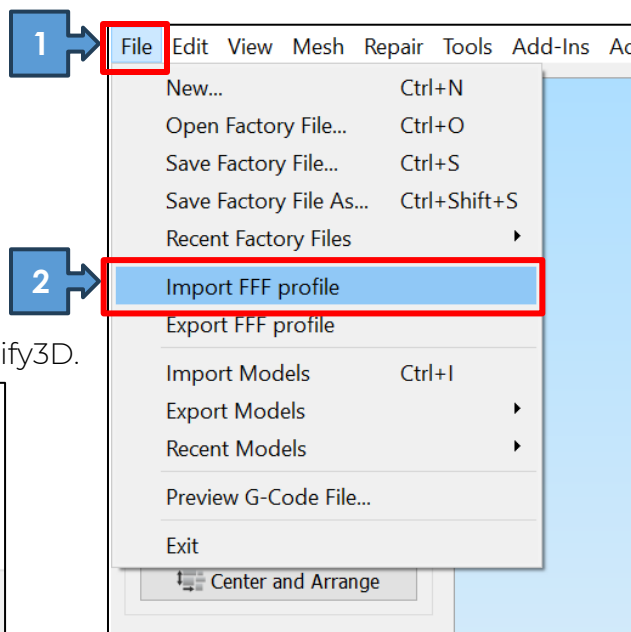 1
File Edit View Mesh Repair Tools Add-Ins
New... Ctrl+N
Open Factory File... Ctrl+O
Save Factory File... Ctrl+S
Save Factory File As... Ctrl+Shift+S
Recent Factory Files
2
Import FFF profile
Export FFF profile
ify3D.
Import Models Ctrl+I
Export Models
Recent Models
Preview G-Code File...
Exit
Center and Arrange